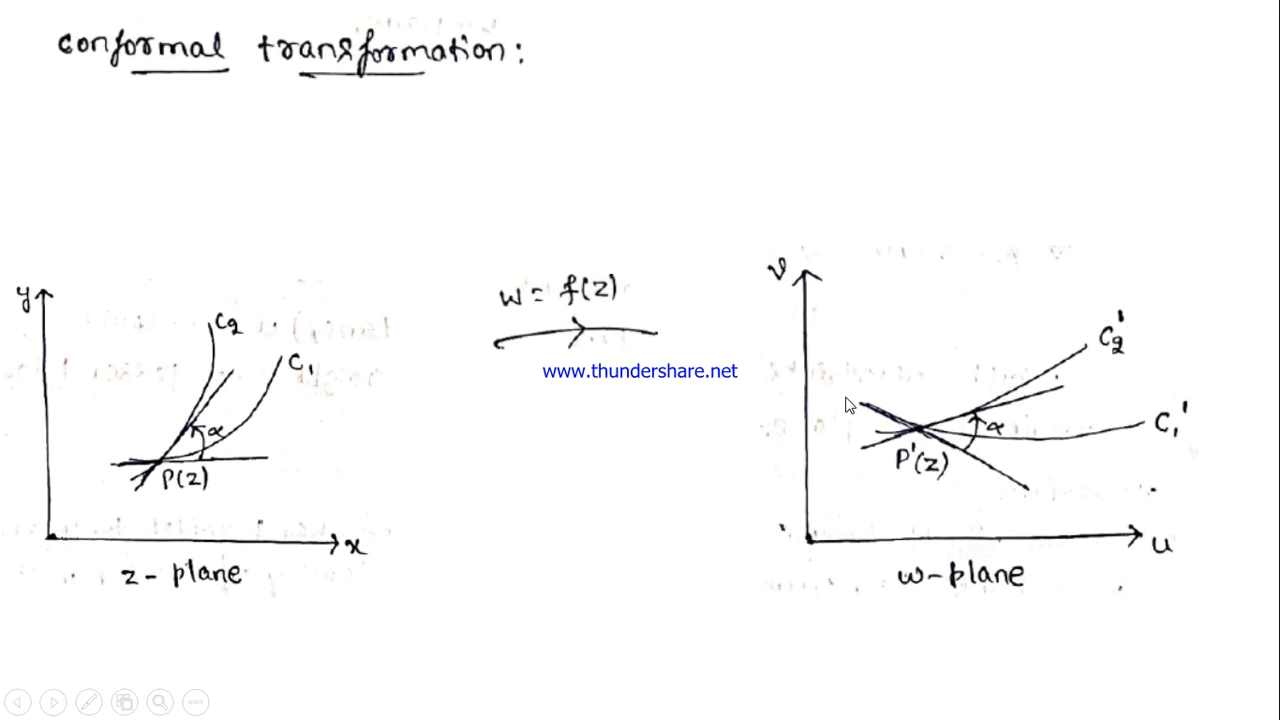 conformal transformation:
y
C2
C1
α
P(z)
x
z - plane
w = f(z)
www.thundershare.net
v
C2'
C1'
α
P'(z)
u
w-plane